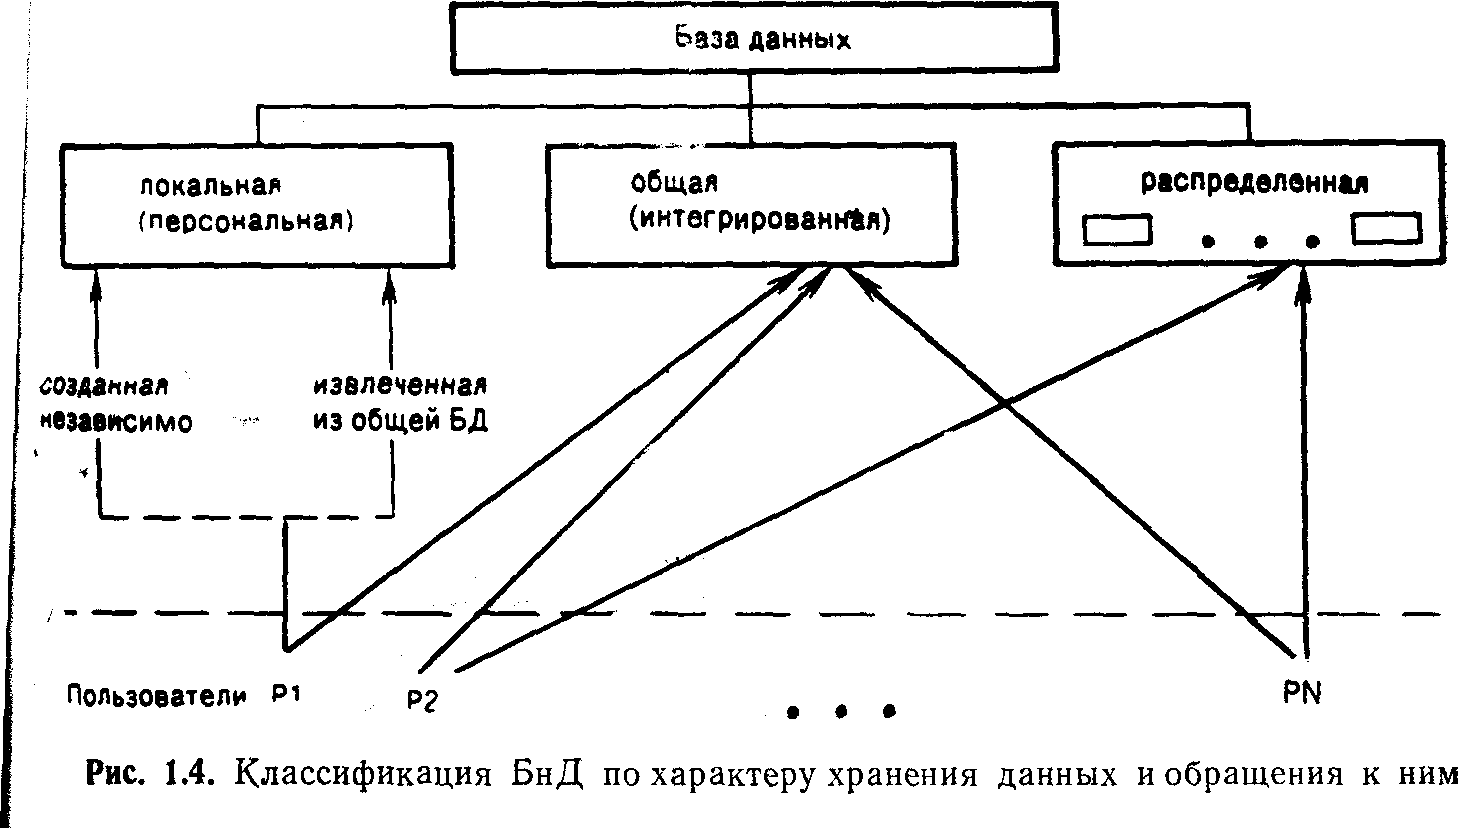 База данных
локальная
(персональная)
общая
(интегрированная)
распределенная
созданная
независимо
извлеченная
из общей БД
Пользователи P1
P2
PN
Рис. 1.4. Классификация БнД по характеру хранения данных и обращения к ним